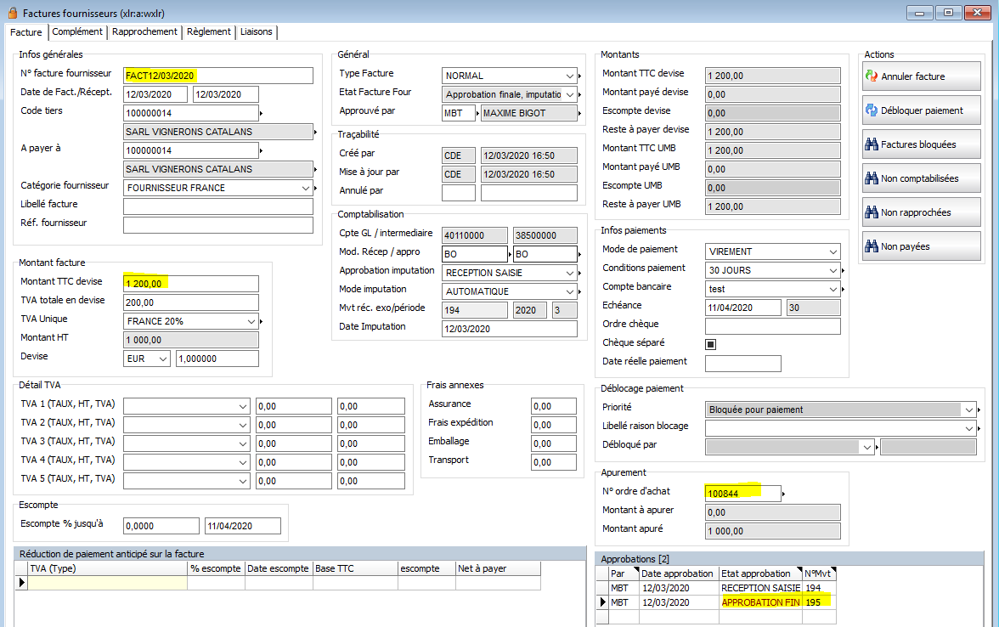 Factures fournisseurs (xlr:a:wxlr)
Facture Complément Rapprochement Règlement Liaisons
Infos générales
N° facture fournisseur FACT12/03/2020
Date de Fact./Récept. 12/03/2020 12/03/2020
Code tiers 100000014
SARL VIGNERONS CATALANS
A payer à 100000014
SARL VIGNERONS CATALANS
Catégorie fournisseur FOURNISSEUR FRANCE
Libellé facture
Réf. fournisseur
Montant facture
Montant TTC devise 1 200,00
TVA totale en devise 200,00
TVA Unique FRANCE 20%
Montant HT 1 000,00
Devise EUR 1,000000
Général
Type Facture NORMAL
Etat Facture Four Approbation finale, imputatio
Approuvé par MBT MAXIME BIGOT
Traçabilité
Créé par CDE 12/03/2020 16:50
Mise à jour par CDE 12/03/2020 16:50
Annulé par
Comptabilisation
Cpte GL / intermediaire 40110000 38500000
Mod. Récep / appro BO BO
Approbation imputation RECEPTION SAISIE
Mode imputation AUTOMATIQUE
Mvt réc. exo/période 194 2020 3
Date Imputation 12/03/2020
Montants
Montant TTC devise 1 200,00
Montant payé devise 0,00
Escompte devise 0,00
Reste à payer devise 1 200,00
Montant TTC UMB 1 200,00
Montant payé UMB 0,00
Escompte UMB 0,00
Reste à payer UMB 1 200,00
Infos paiements
Mode de paiement VIREMENT
Conditions paiement 30 JOURS
Compte bancaire test
Echéance 11/04/2020 30
Ordre chèque
Chèque séparé
Date réelle paiement
Actions
Annuler facture
Débloquer paiement
Factures bloquées
Non comptabilisées
Non rapprochées
Non payées
Détail TVA
TVA 1 (TAUX, HT, TVA) 0,00 0,00
TVA 2 (TAUX, HT, TVA) 0,00 0,00
TVA 3 (TAUX, HT, TVA) 0,00 0,00
TVA 4 (TAUX, HT, TVA) 0,00 0,00
TVA 5 (TAUX, HT, TVA) 0,00 0,00
Frais annexes
Assurance 0,00
Frais expédition 0,00
Emballage 0,00
Transport 0,00
Déblocage paiement
Priorité Bloquée pour paiement
Libellé raison blocage
Débloqué par
Escompte
Escompte % jusqu'à 0,0000 11/04/2020
Apurement
N° ordre d'achat 100844
Montant à apurer 0,00
Montant apuré 1 000,00
Réduction de paiement anticipé sur la facture
TVA (Type) % escompte Date escompte Base TTC escompte Net à payer
Approbations [2]
Par Date approbation Etat approbation N°Mvt
MBT 12/03/2020 RECEPTION SAISIE 194
MBT 12/03/2020 APPROBATION FIN 195